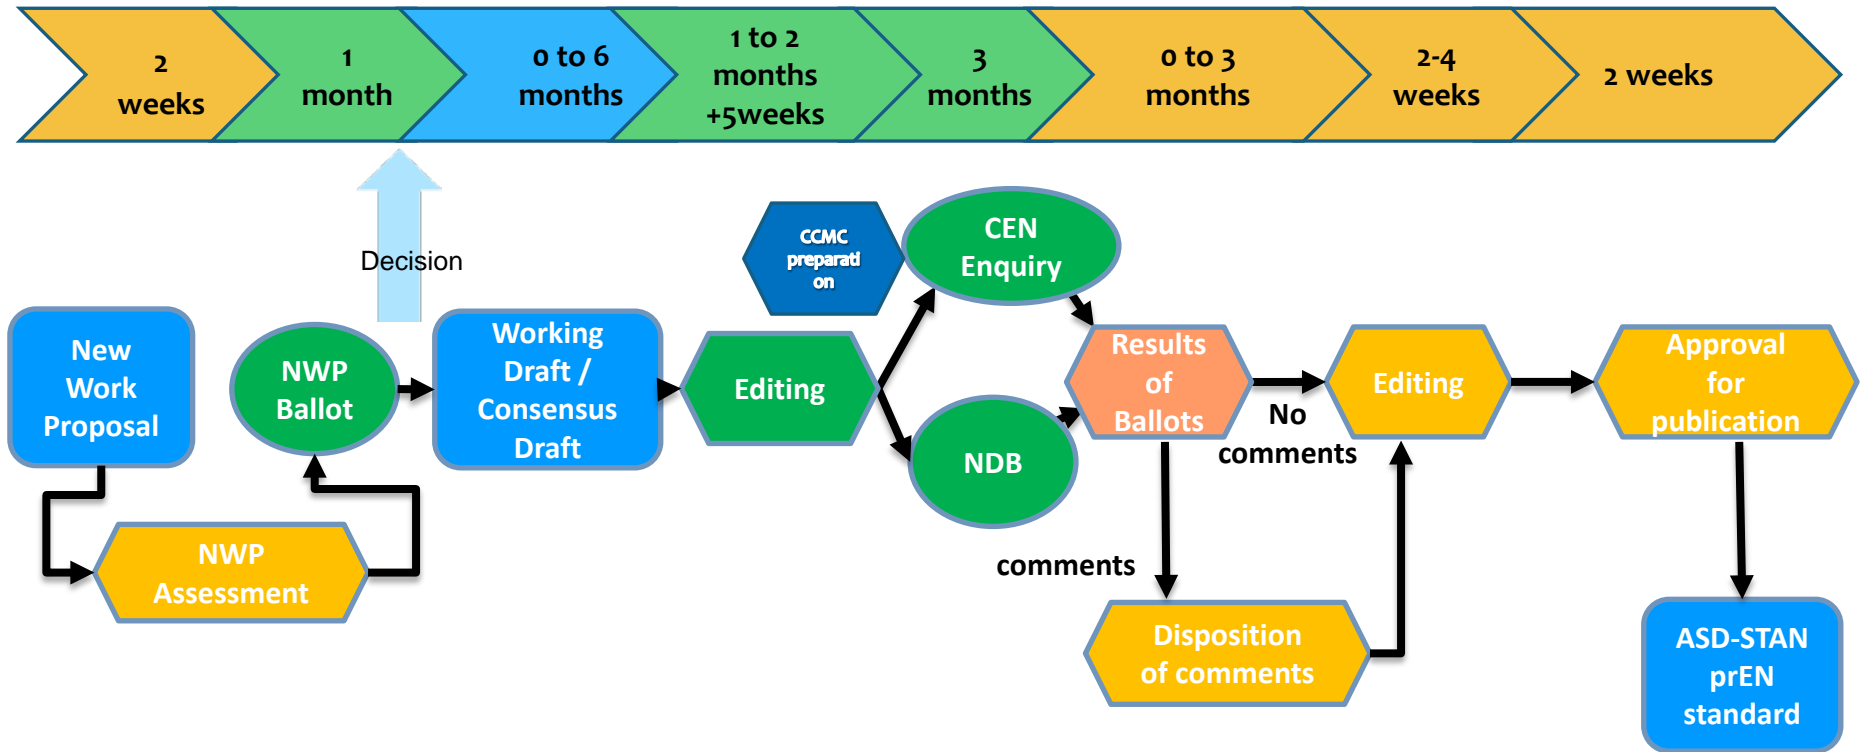 2
weeks
1
month
0 to 6
months
1 to 2
months
+5weeks
3
months
0 to 3
months
2-4
weeks
2 weeks
Decision
New
Work
Proposal
NWP
Assessment
NWP
Ballot
Working
Draft /
Consensus
Draft
Editing
CCMC
preparati
on
CEN
Enquiry
NDB
Results
of
Ballots
No
comments
comments
Disposition
of comments
Editing
Approval
for
publication
ASD-STAN
prEN
standard